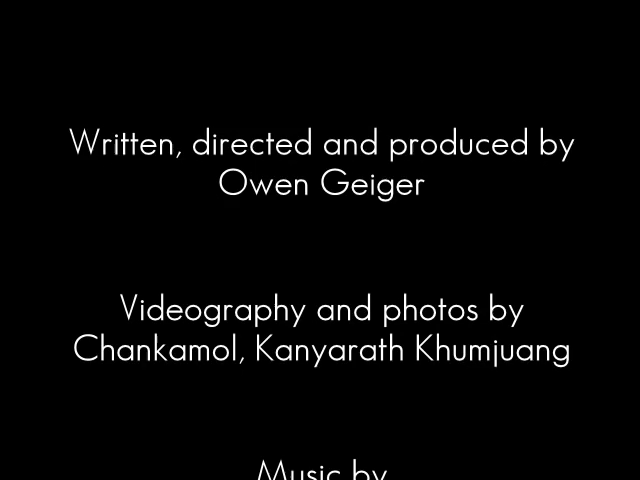 Written, directed and produced by
Owen Geiger
Videography and photos by
Chankamol, Kanyarath Khumjuang
Music by